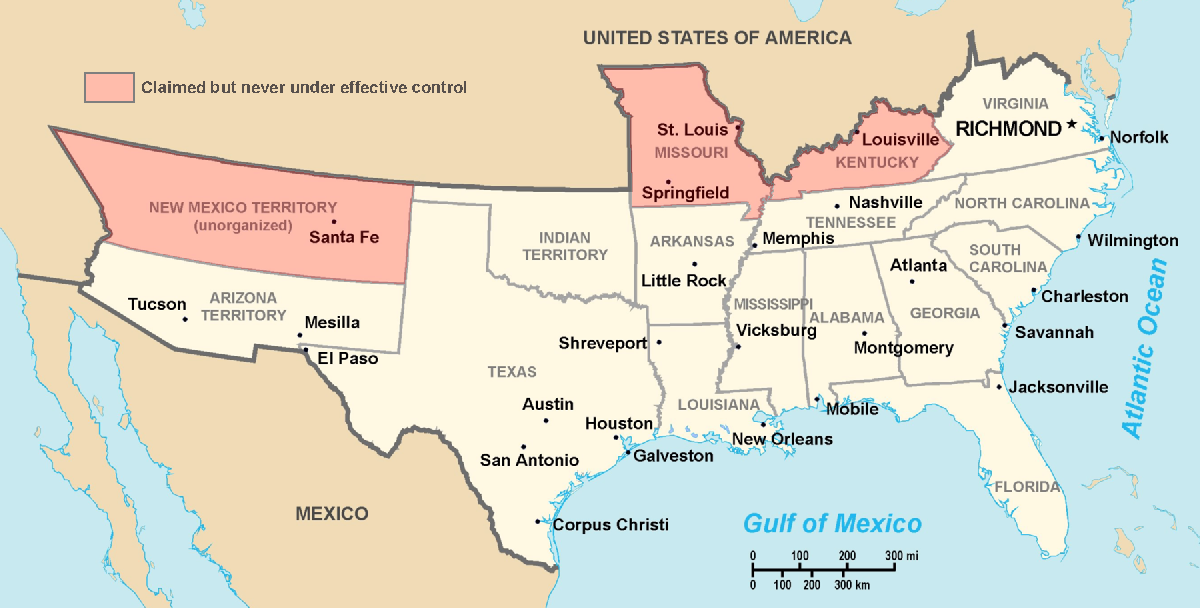 UNITED STATES OF AMERICA
Claimed but never under effective control
VIRGINIA
RICHMOND
Norfolk
St. Louis
MISSOURI
Louisville
KENTUCKY
Springfield
NEW MEXICO TERRITORY
(unorganized)
Santa Fe
Nashville
TENNESSEE
NORTH CAROLINA
Memphis
Wilmington
INDIAN
TERRITORY
ARKANSAS
Little Rock
SOUTH
CAROLINA
Atlanta
Charleston
Tucson
ARIZONA
TERRITORY
Mesilla
El Paso
MISSISSIPPI
Vicksburg
ALABAMA
Montgomery
GEORGIA
Savannah
Shreveport
TEXAS
Jacksonville
Atlantic Ocean
Austin
LOUISIANA
Mobile
Houston
New Orleans
San Antonio
Galveston
FLORIDA
MEXICO
Corpus Christi
Gulf of Mexico
0 100 200 300 mi
0 100 200 300 km